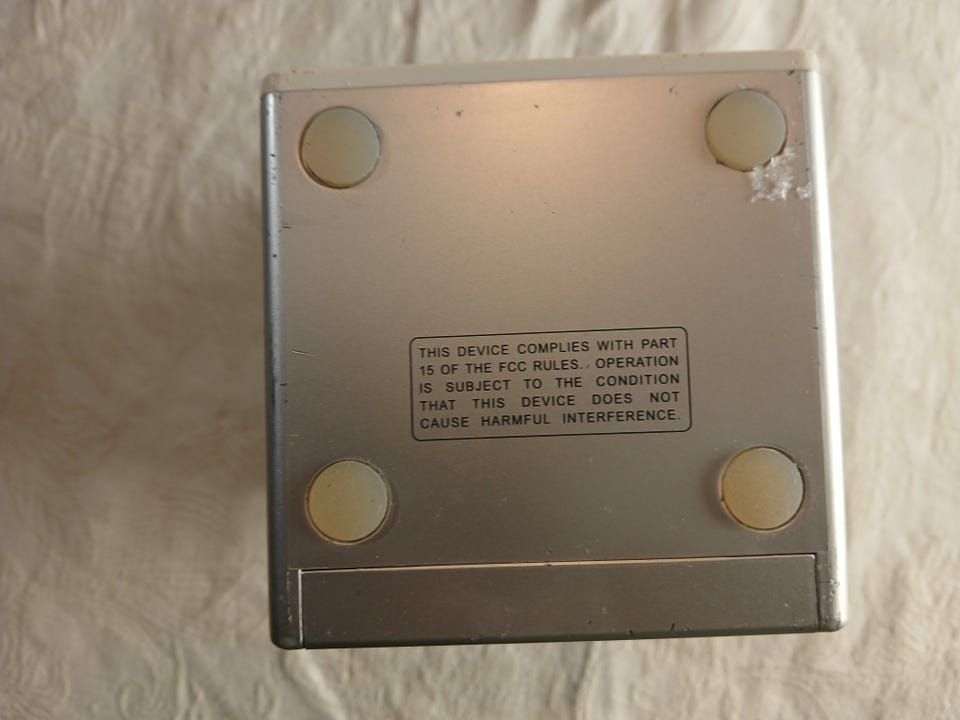 THIS DEVICE COMPLIES WITH PART
15 OF THE FCC RULES. OPERATION
IS SUBJECT TO THE CONDITION
THAT THIS DEVICE DOES NOT
CAUSE HARMFUL INTERFERENCE.